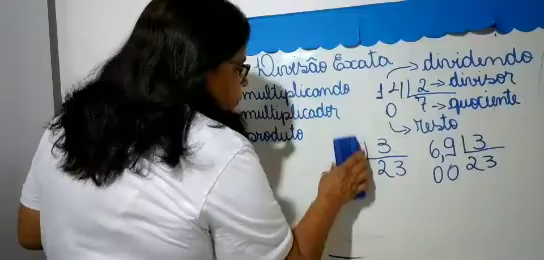 Divisão Exata → dividendo
multiplicando 14 2 → divisor
multiplicador 0 7 → quociente
produto → resto
3 6,9 3
23 00 23